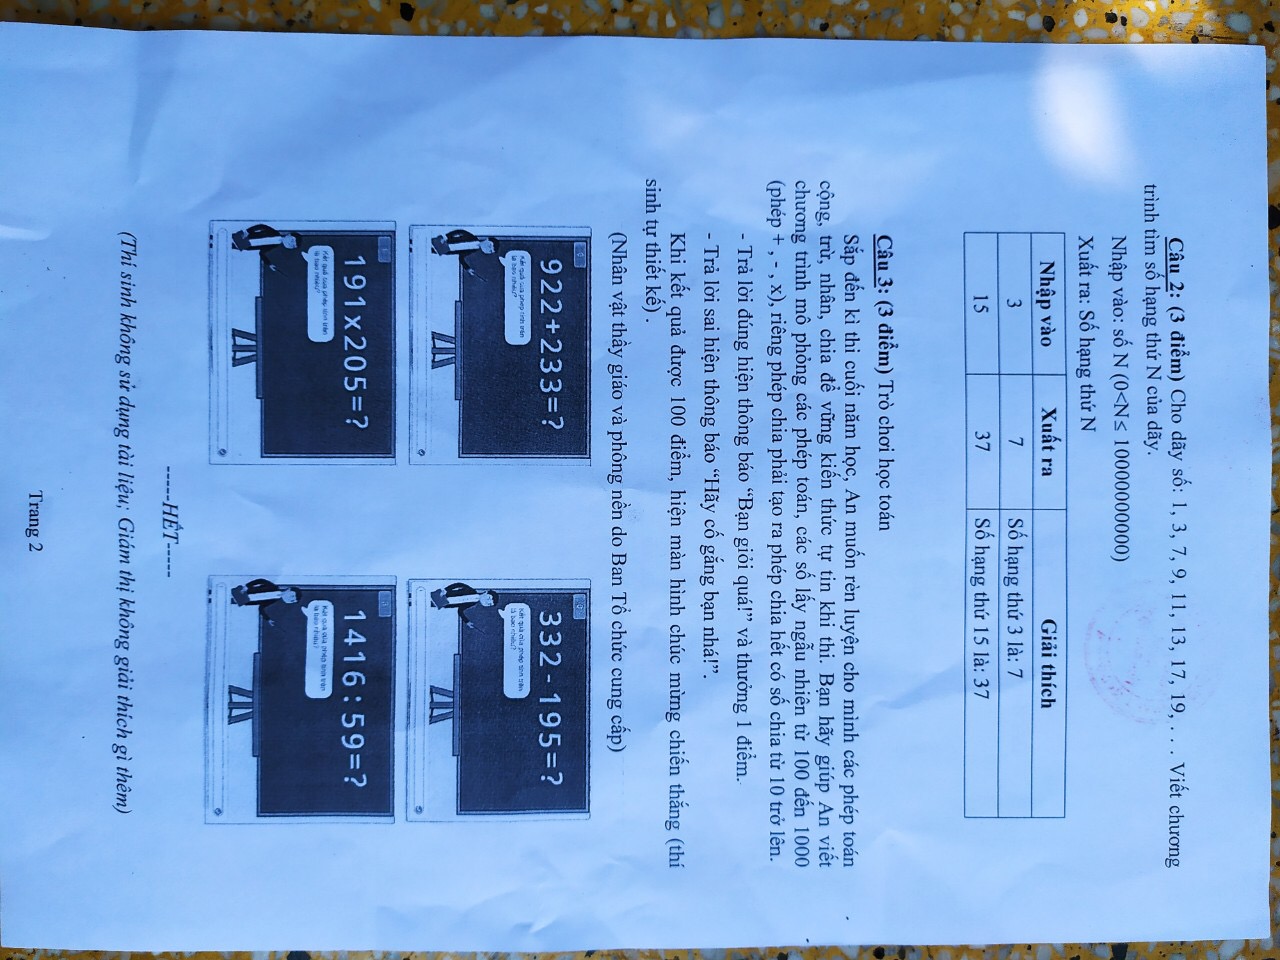 Câu 2: (3 điểm) Cho dãy số: 1, 3, 7, 9, 11, 13, 17, 19, . . . Viết chương
trình tìm số hạng thứ N của dãy.
Nhập vào: số N (0<N≤ 10000000000)
Xuất ra: Số hạng thứ N
Nhập vào Xuất ra Giải thích
3 7 Số hạng thứ 3 là: 7
15 37 Số hạng thứ 15 là: 37
Câu 3: (3 điểm) Trò chơi học toán
Sắp đến kì thi cuối năm học, An muốn rèn luyện cho mình các phép toán
cộng, trừ, nhân, chia để vững kiến thức tự tin khi thi. Bạn hãy giúp An viết
chương trình mô phỏng các phép toán, các số lấy ngẫu nhiên từ 100 đến 1000
(phép + , - , x), riêng phép chia phải tạo ra phép chia hết có số chia từ 10 trở lên.
- Trả lời đúng hiện thông báo “Bạn giỏi quá!” và thưởng 1 điểm.
- Trả lời sai hiện thông báo “Hãy cố gắng bạn nhá!”.
Khi kết quả được 100 điểm, hiện màn hình chúc mừng chiến thắng (thí
sinh tự thiết kế) .
(Nhân vật thầy giáo và phông nền do Ban Tổ chức cung cấp)
922+233=?
Kết quả của phép tính trên
là bao nhiêu?
332-195=?
Kết quả của phép tính trên
là bao nhiêu?
191x205=?
Kết quả của phép tính trên
là bao nhiêu?
1416:59=?
Kết quả của phép tính trên
là bao nhiêu?
-----HẾT-----
(Thí sinh không sử dụng tài liệu; Giám thị không giải thích gì thêm)
Trang 2